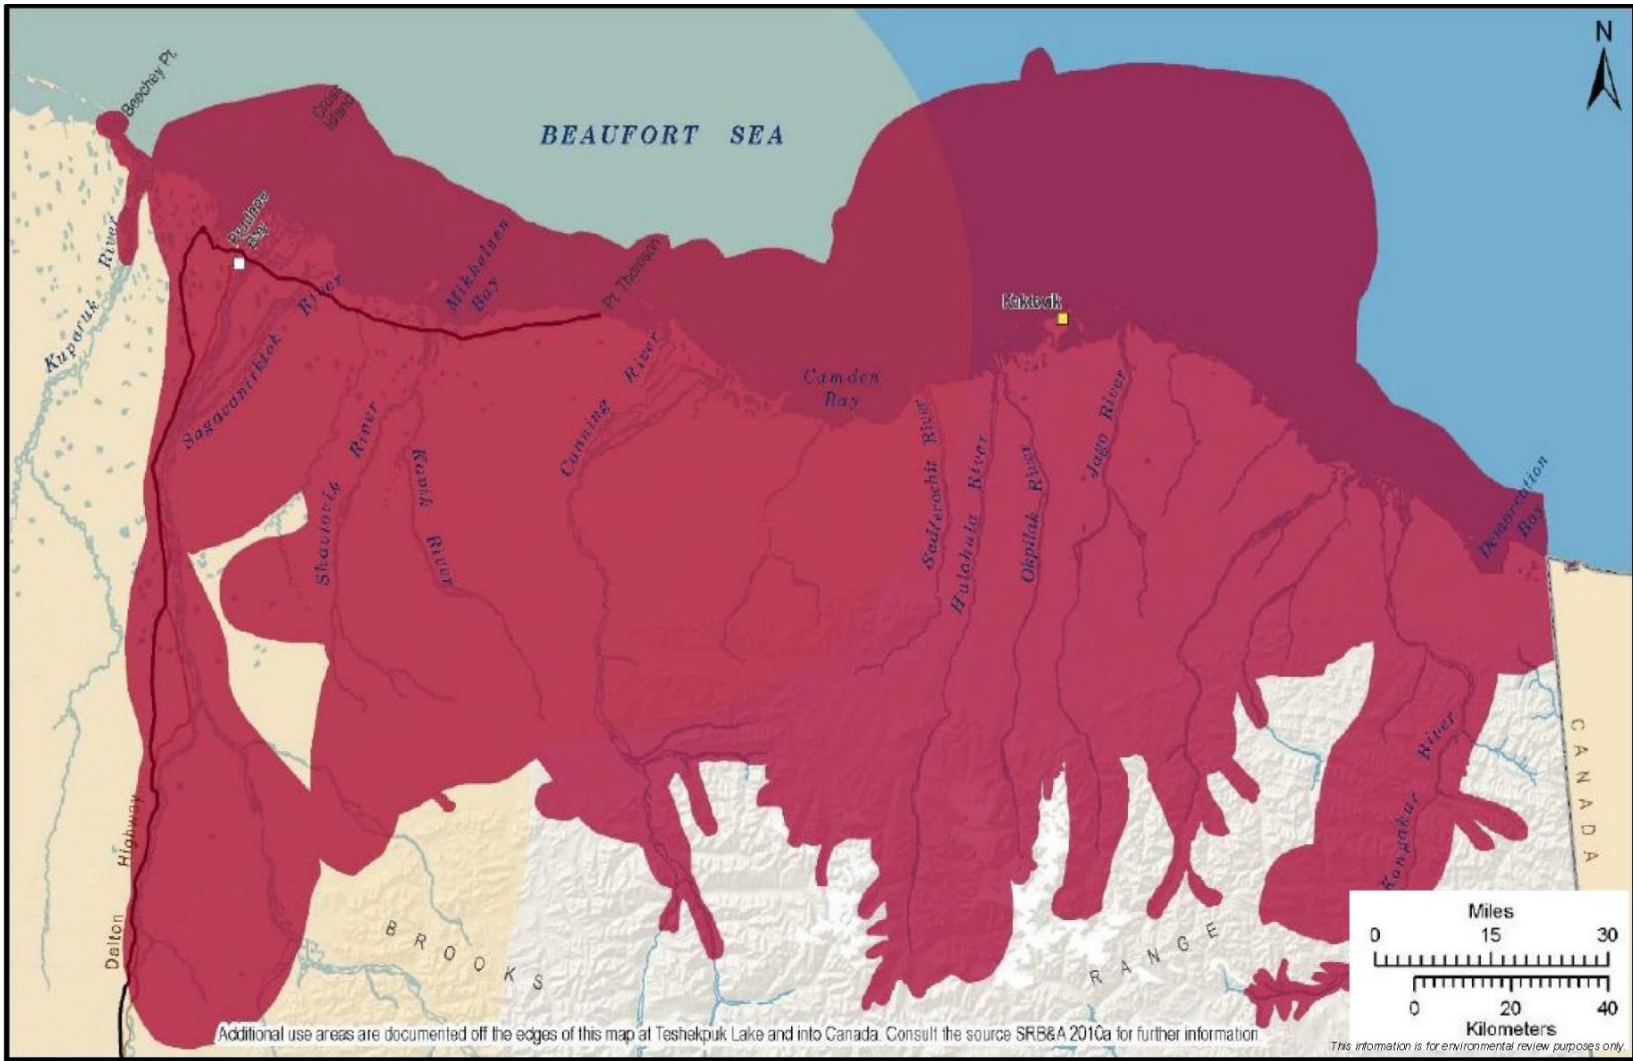 N
Beechey Pt.
Cross
Island
BEAUFORT SEA
Prudhoe
Bay
River
Kuparuk
Sagavanirktok
River
Mikkelsen
Bay
Pt. Thomson
Kaktovik
Camden
Bay
Canning
River
Shaviovik
River
Kavik
River
Sadlerochit River
Hulahula River
Okpilak River
Jago River
Demarcation
Bay
CANADA
Kongakut
River
Dalton
Highway
BROOKS
RANGE
Miles
0 15 30
0 20 40
Kilometers
Additional use areas are documented off the edges of this map at Teshekpuk Lake and into Canada. Consult the source SRB&A 2010a for further information.
This information is for environmental review purposes only.